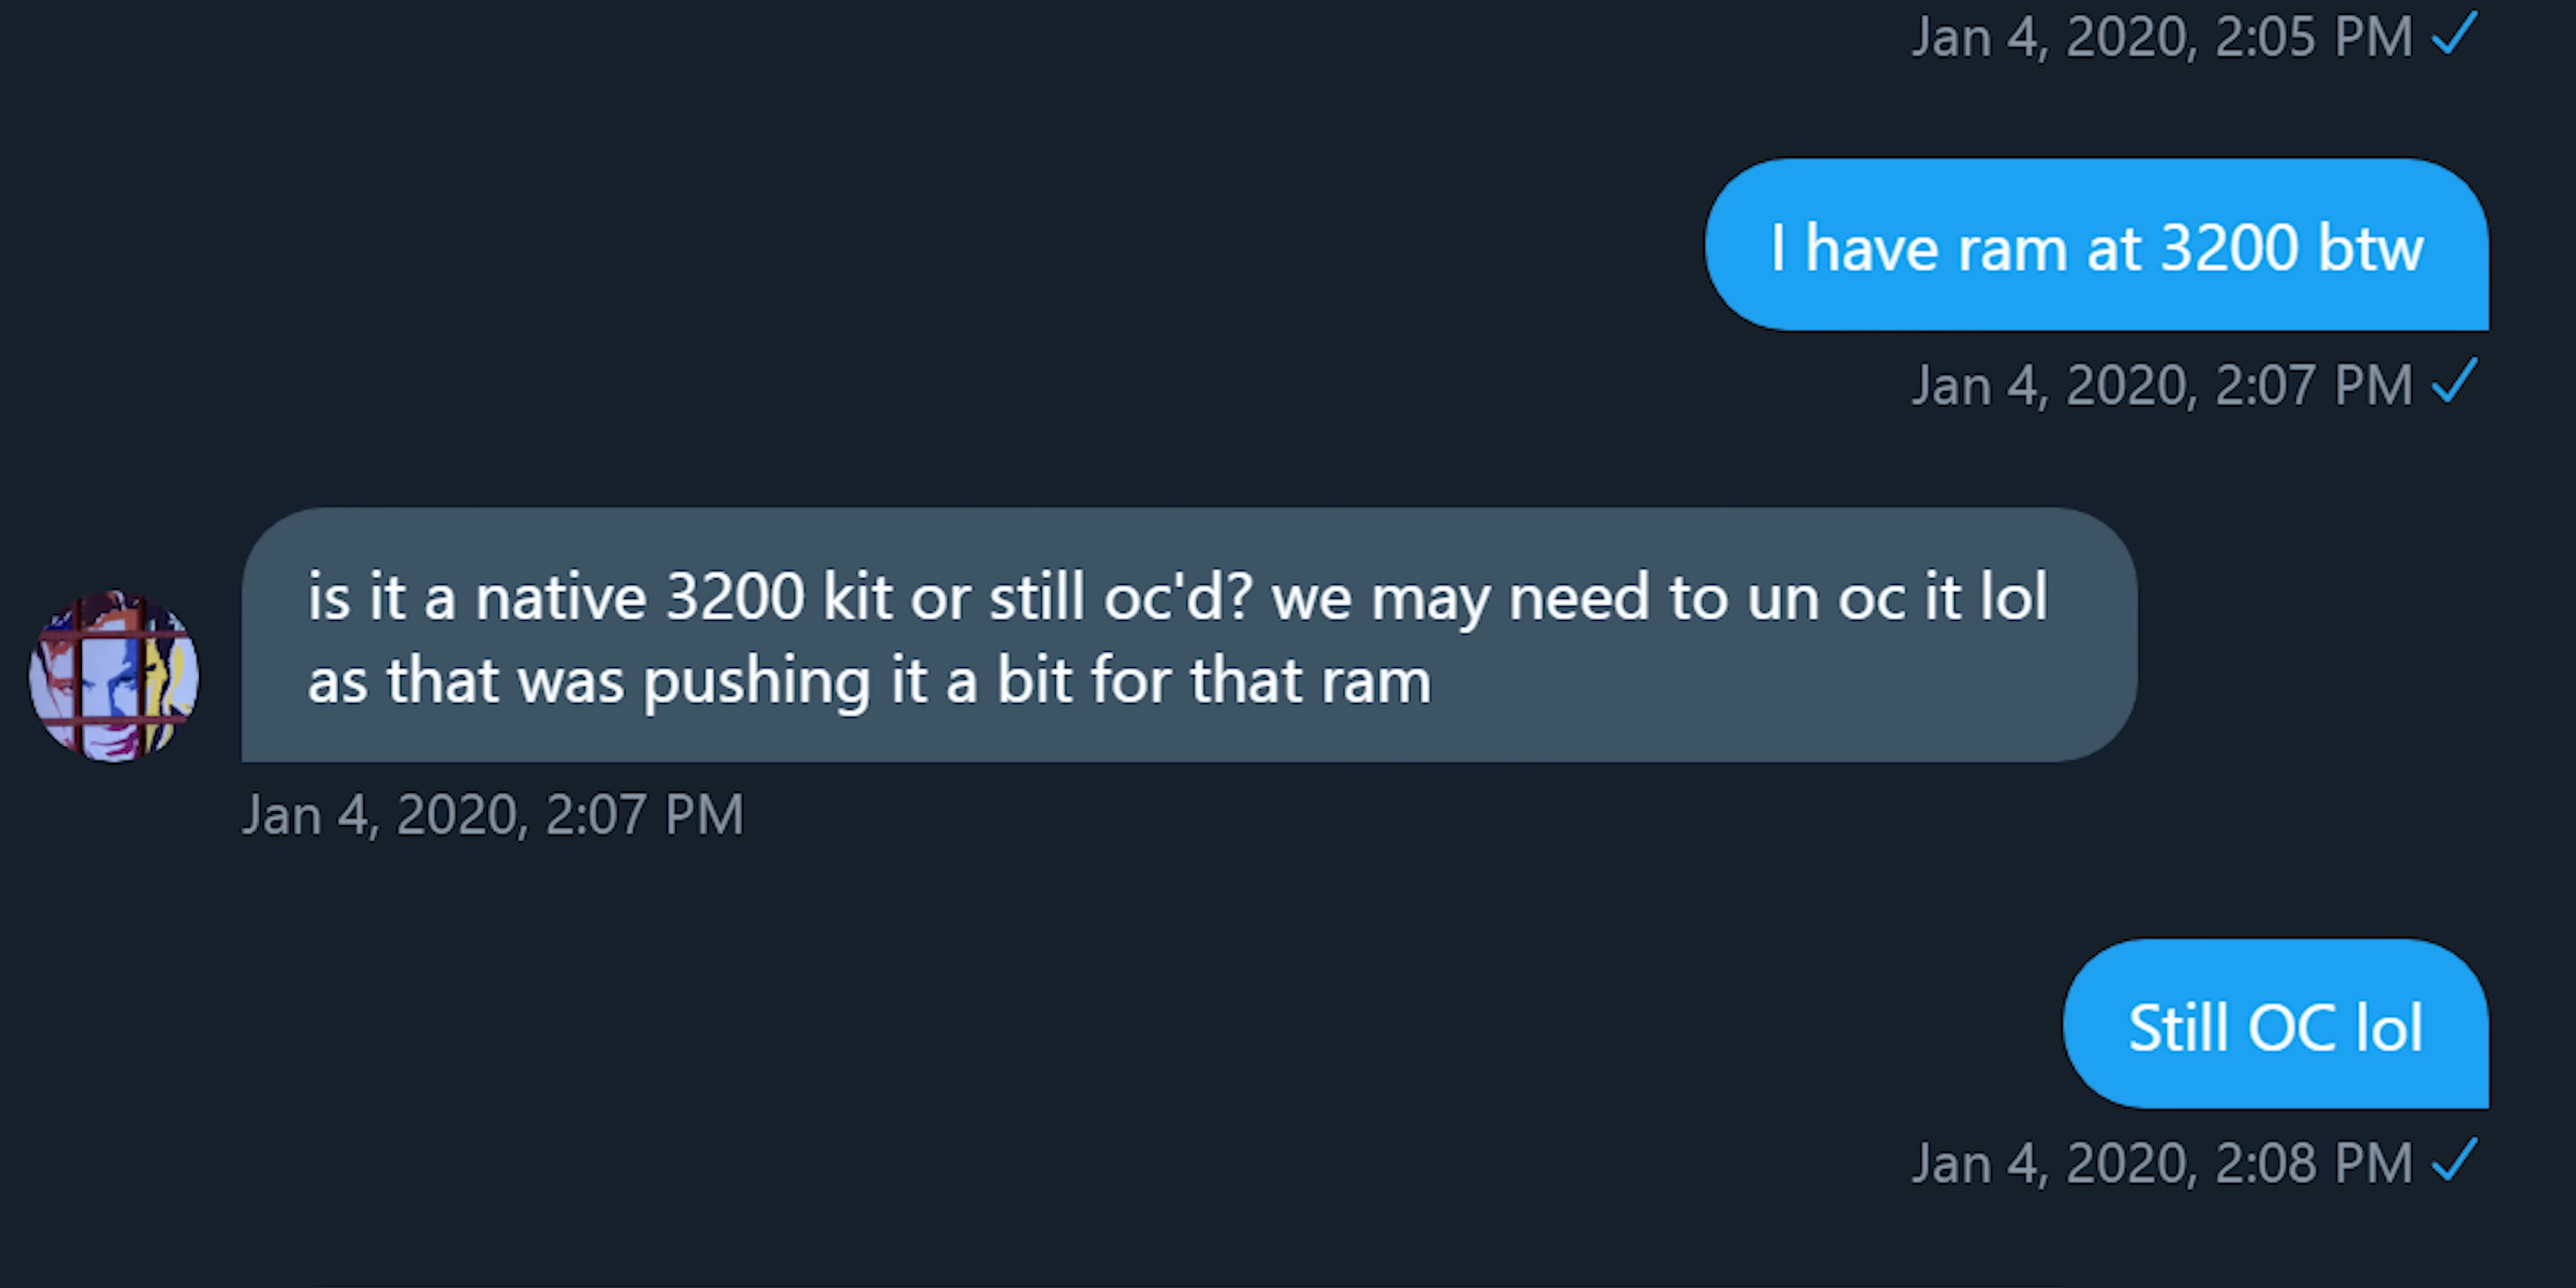 Jan 4, 2020, 2:05 PM
I have ram at 3200 btw
Jan 4, 2020, 2:07 PM
is it a native 3200 kit or still oc'd? we may need to un oc it lol
as that was pushing it a bit for that ram
Jan 4, 2020, 2:07 PM
Still OC lol
Jan 4, 2020, 2:08 PM